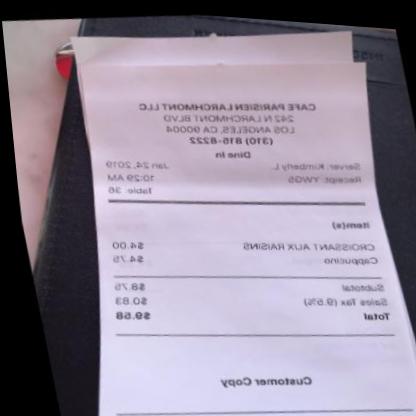 CAFE PARISIEN LARCHMONT LLC
242 N LARCHMONT BLVD
LOS ANGELES, CA 90004
(310) 815-8222
Dine In
Server: Kimberly L. Jan 24, 2019
Receipt: YWG5 10:29 AM
Table: 36
Item(s)
CROISSANT AUX RAISINS $4.00
Cappucino $4.75
Subtotal $8.75
Sales Tax (9.5%) $0.83
Total $9.58
Customer Copy